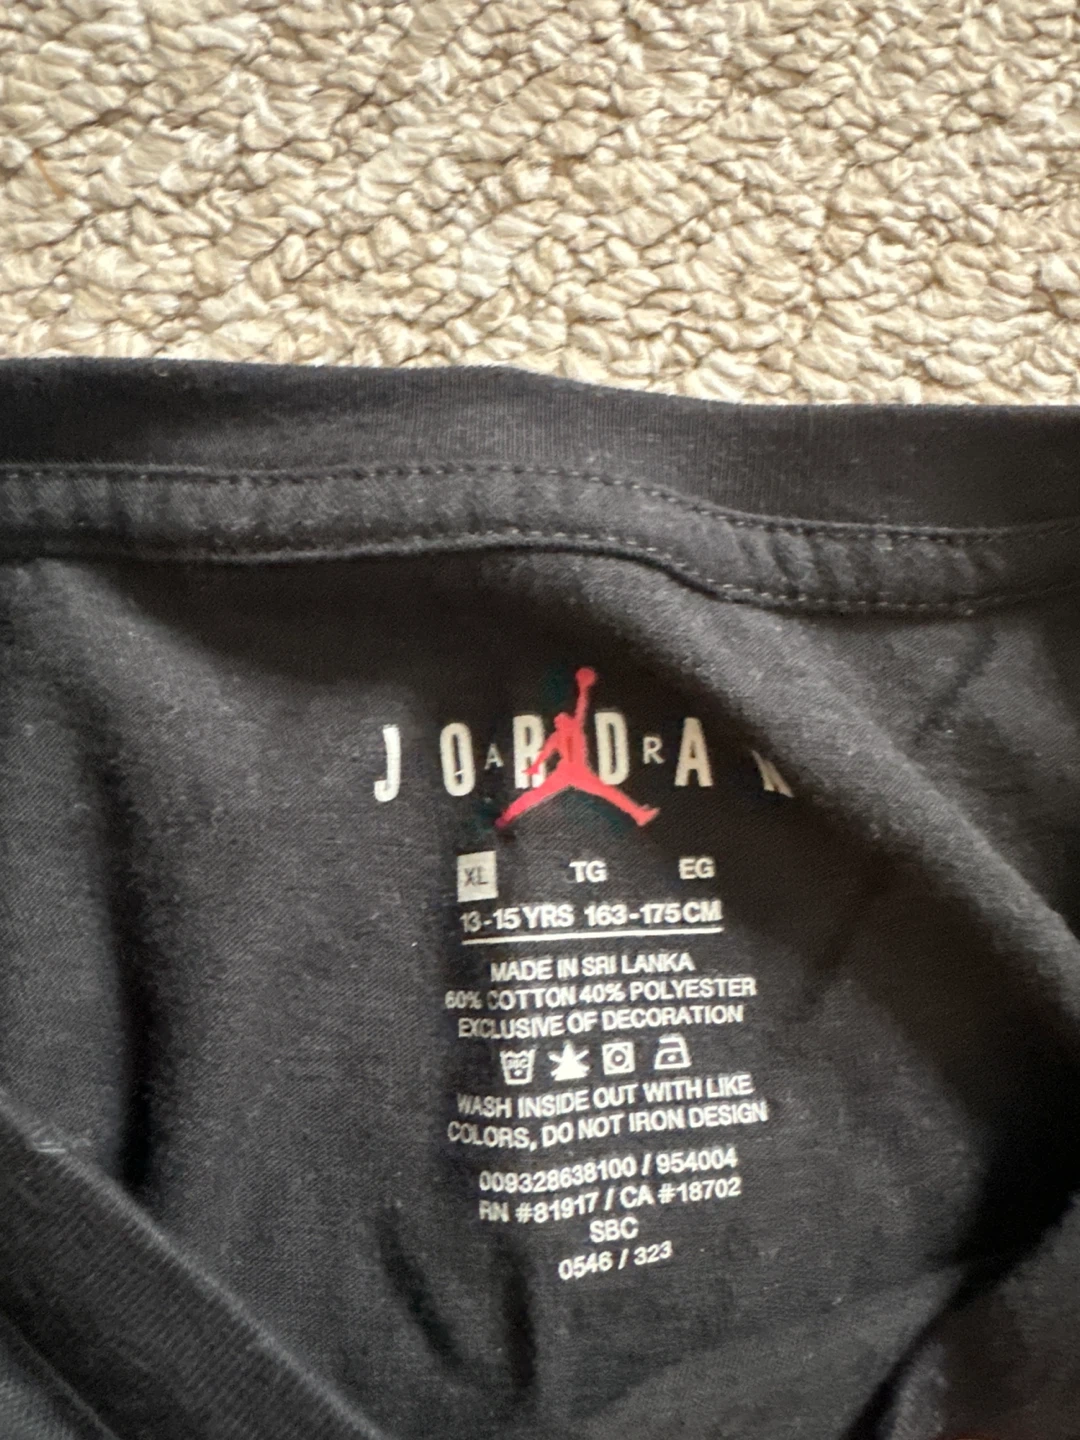 JORDAN
AIR
XL TG EG
13-15 YRS 163-175 CM
MADE IN SRI LANKA
60% COTTON 40% POLYESTER
EXCLUSIVE OF DECORATION
WASH INSIDE OUT WITH LIKE
COLORS, DO NOT IRON DESIGN
009328638100 / 954004
RN #81917 / CA #18702
SBC
0546 / 323